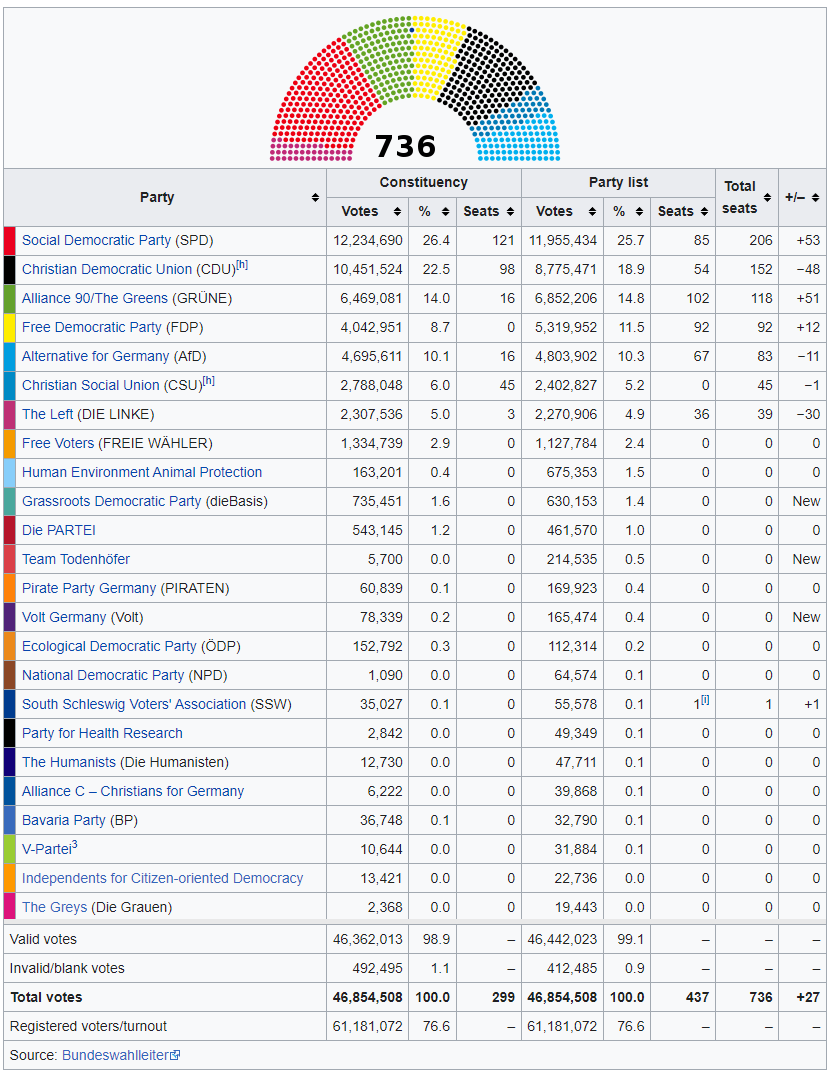 736
Party Constituency Party list Total seats +/–
Votes % Seats Votes % Seats
Social Democratic Party (SPD) 12,234,690 26.4 121 11,955,434 25.7 85 206 +53
Christian Democratic Union (CDU)[h] 10,451,524 22.5 98 8,775,471 18.9 54 152 −48
Alliance 90/The Greens (GRÜNE) 6,469,081 14.0 16 6,852,206 14.8 102 118 +51
Free Democratic Party (FDP) 4,042,951 8.7 0 5,319,952 11.5 92 92 +12
Alternative for Germany (AfD) 4,695,611 10.1 16 4,803,902 10.3 67 83 −11
Christian Social Union (CSU)[h] 2,788,048 6.0 45 2,402,827 5.2 0 45 −1
The Left (DIE LINKE) 2,307,536 5.0 3 2,270,906 4.9 36 39 −30
Free Voters (FREIE WÄHLER) 1,334,739 2.9 0 1,127,784 2.4 0 0 0
Human Environment Animal Protection 163,201 0.4 0 675,353 1.5 0 0 0
Grassroots Democratic Party (dieBasis) 735,451 1.6 0 630,153 1.4 0 0 New
Die PARTEI 543,145 1.2 0 461,570 1.0 0 0 0
Team Todenhöfer 5,700 0.0 0 214,535 0.5 0 0 New
Pirate Party Germany (PIRATEN) 60,839 0.1 0 169,923 0.4 0 0 0
Volt Germany (Volt) 78,339 0.2 0 165,474 0.4 0 0 New
Ecological Democratic Party (ÖDP) 152,792 0.3 0 112,314 0.2 0 0 0
National Democratic Party (NPD) 1,090 0.0 0 64,574 0.1 0 0 0
South Schleswig Voters' Association (SSW) 35,027 0.1 0 55,578 0.1 1[i] 1 +1
Party for Health Research 2,842 0.0 0 49,349 0.1 0 0 0
The Humanists (Die Humanisten) 12,730 0.0 0 47,711 0.1 0 0 0
Alliance C – Christians for Germany 6,222 0.0 0 39,868 0.1 0 0 0
Bavaria Party (BP) 36,748 0.1 0 32,790 0.1 0 0 0
V-Partei3 10,644 0.0 0 31,884 0.1 0 0 0
Independents for Citizen-oriented Democracy 13,421 0.0 0 22,736 0.0 0 0 0
The Greys (Die Grauen) 2,368 0.0 0 19,443 0.0 0 0 0
Valid votes 46,362,013 98.9 – 46,442,023 99.1 – – –
Invalid/blank votes 492,495 1.1 – 412,485 0.9 – – –
Total votes 46,854,508 100.0 299 46,854,508 100.0 437 736 +27
Registered voters/turnout 61,181,072 76.6 – 61,181,072 76.6 – – –
Source: Bundeswahlleiter